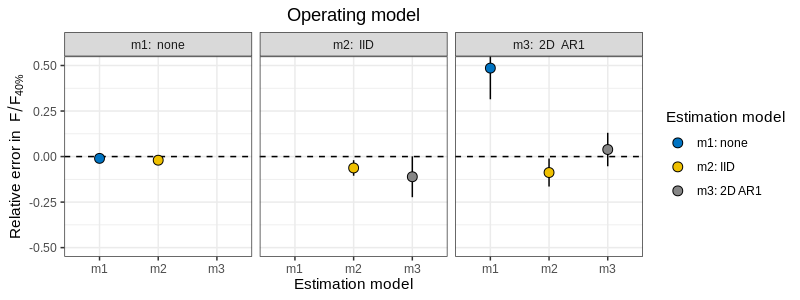 Operating model
m1: none
m2: IID
m3: 2D AR1
Relative error in F/F40%
0.50
0.25
0.00
-0.25
-0.50
m1 m2 m3
m1 m2 m3
m1 m2 m3
Estimation model
Estimation model
m1: none
m2: IID
m3: 2D AR1